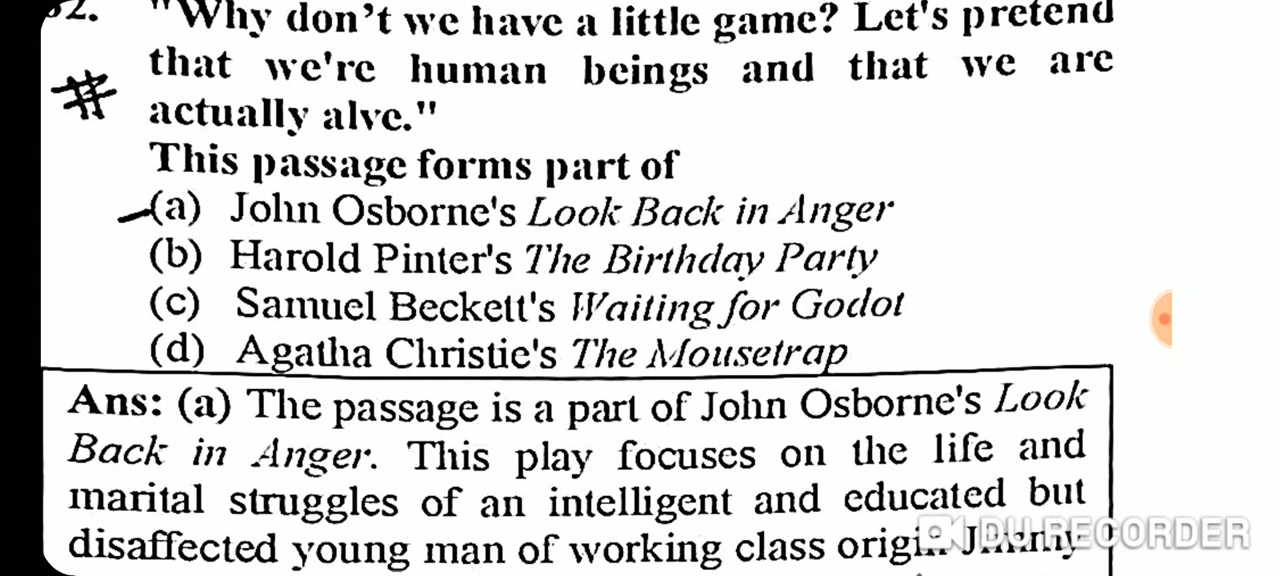 "Why don't we have a little game? Let's pretend
that we're human beings and that we are
actually alve."
This passage forms part of
(a) John Osborne's Look Back in Anger
(b) Harold Pinter's The Birthday Party
(c) Samuel Beckett's Waiting for Godot
(d) Agatha Christie's The Mousetrap
Ans: (a) The passage is a part of John Osborne's Look
Back in Anger. This play focuses on the life and
marital struggles of an intelligent and educated but
disaffected young man of working class origin Jimmy
DU RECORDER